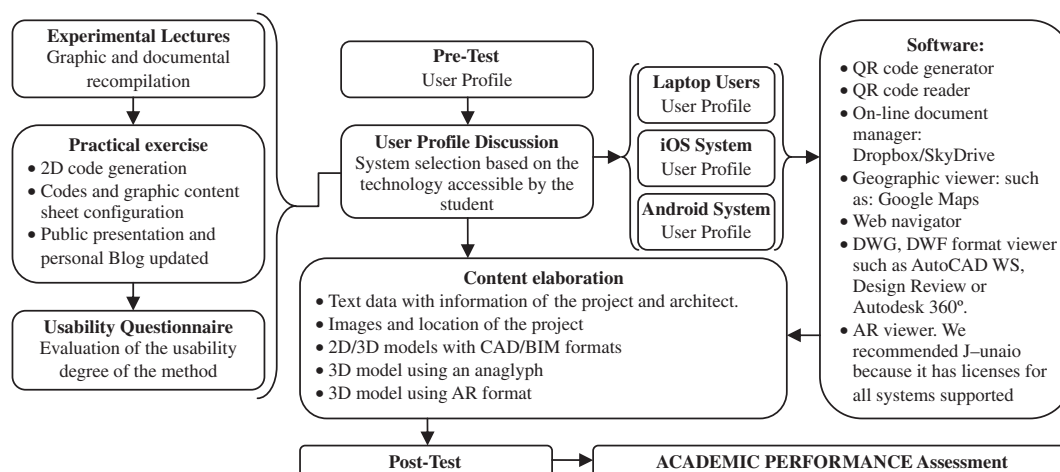 Experimental Lectures
Graphic and documental
recompilation
Practical exercise
• 2D code generation
• Codes and graphic content
sheet configuration
• Public presentation and
personal Blog updated
Usability Questionnaire
Evaluation of the usability
degree of the method
Pre-Test
User Profile
User Profile Discussion
System selection based on the
technology accessible by the
student
Laptop Users
User Profile
iOS System
User Profile
Android System
User Profile
Software:
• QR code generator
• QR code reader
• On-line document
manager:
Dropbox/SkyDrive
• Geographic viewer: such
as: Google Maps
• Web navigator
• DWG, DWF format viewer
such as AutoCAD WS,
Design Review or
Autodesk 360º.
• AR viewer. We
recommended J–unaio
because it has licenses for
all systems supported
Content elaboration
• Text data with information of the project and architect.
• Images and location of the project
• 2D/3D models with CAD/BIM formats
• 3D model using an anaglyph
• 3D model using AR format
Post-Test
ACADEMIC PERFORMANCE Assessment